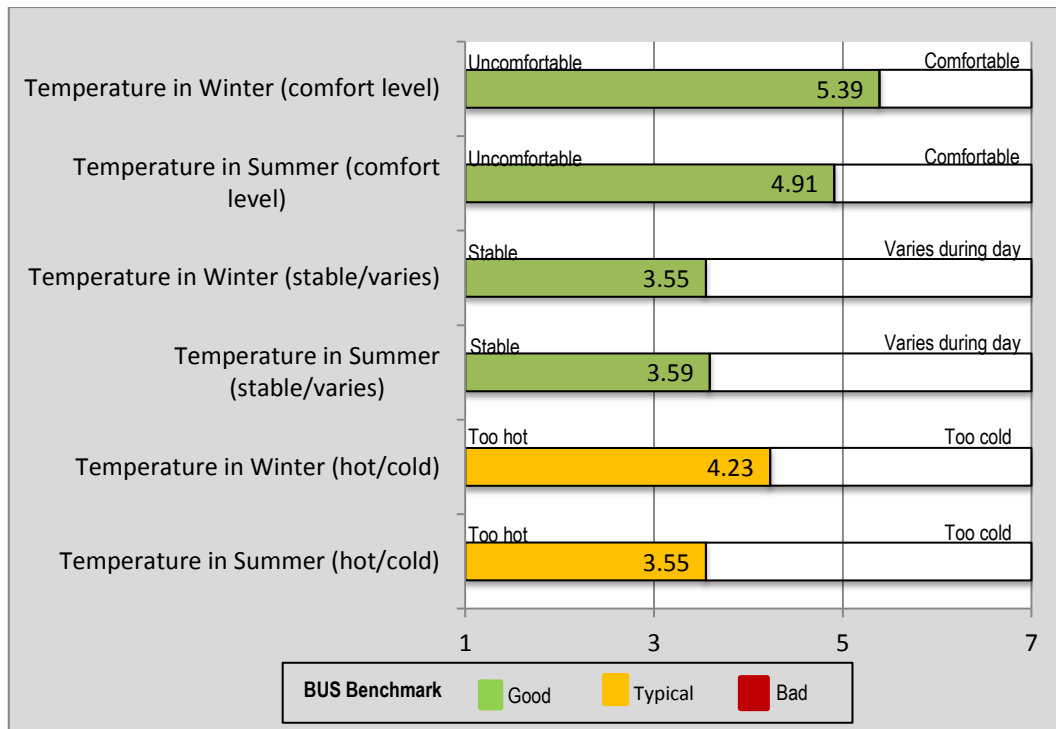 Uncomfortable Comfortable
Temperature in Winter (comfort level) 5.39
Uncomfortable Comfortable
Temperature in Summer (comfort
level) 4.91
Stable Varies during day
Temperature in Winter (stable/varies) 3.55
Stable Varies during day
Temperature in Summer
(stable/varies) 3.59
Too hot Too cold
Temperature in Winter (hot/cold) 4.23
Too hot Too cold
Temperature in Summer (hot/cold) 3.55
1 3 5 7
BUS Benchmark Good Typical Bad